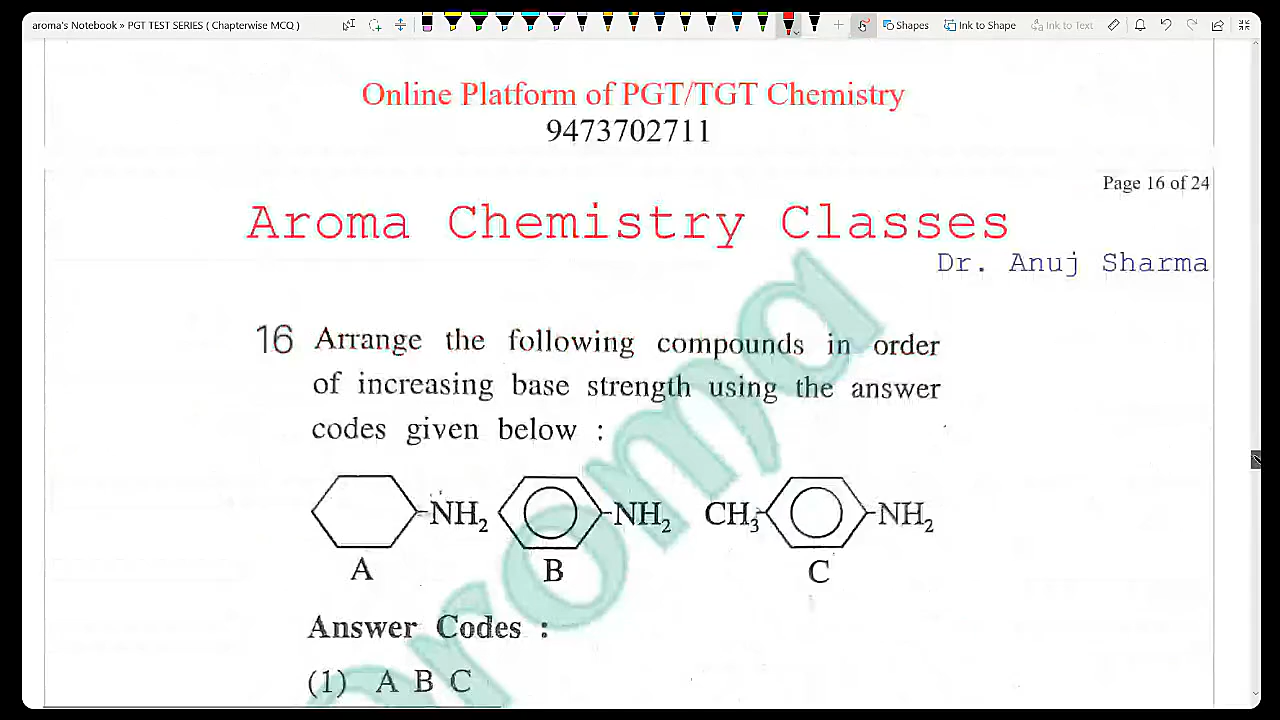 aroma's Notebook » PGT TEST SERIES ( Chapterwise MCQ )
Shapes
Ink to Shape
Ink to Text
Online Platform of PGT/TGT Chemistry
9473702711
Page 16 of 24
Aroma Chemistry Classes
Dr. Anuj Sharma
aroma
16 Arrange the following compounds in order
of increasing base strength using the answer
codes given below :
NH₂ NH₂ CH₃ NH₂
A B C
Answer Codes :
(1) A B C